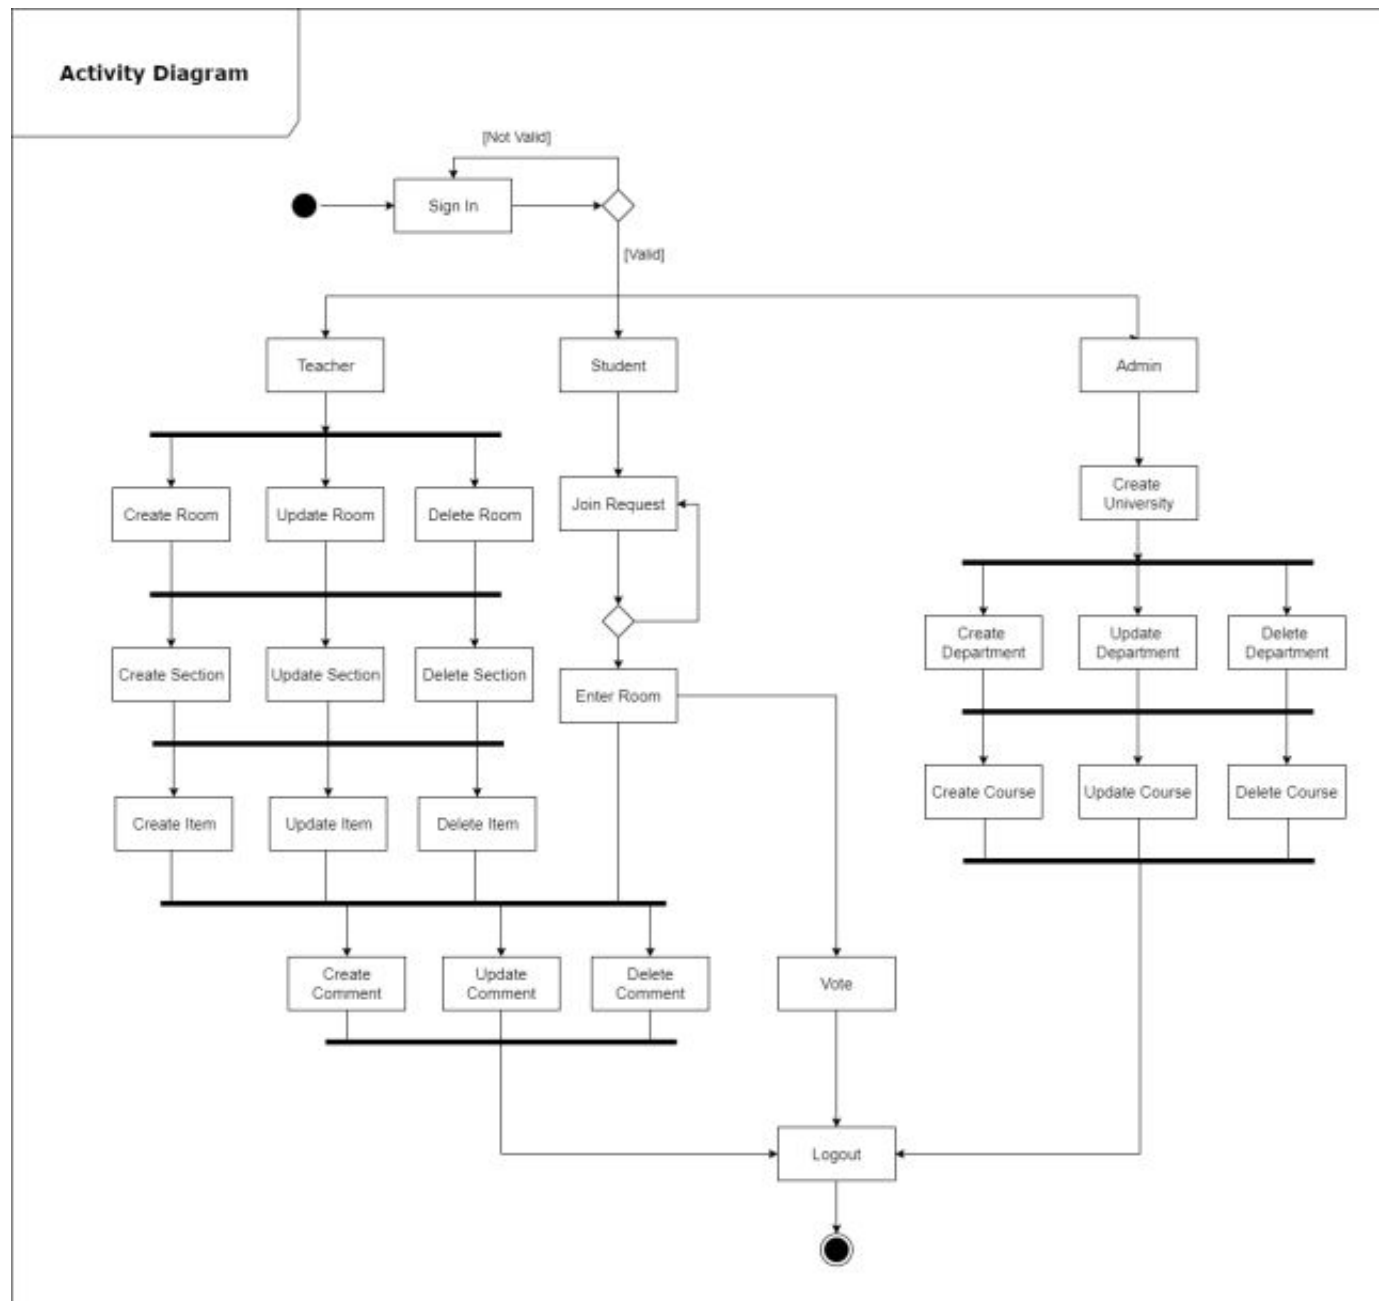 Activity Diagram
[Not Valid]
Sign In
[Valid]
Teacher
Student
Admin
Create Room
Update Room
Delete Room
Join Request
Create
University
Create Section
Update Section
Delete Section
Enter Room
Create
Department
Update
Department
Delete
Department
Create Item
Update Item
Delete Item
Create Course
Update Course
Delete Course
Create
Comment
Update
Comment
Delete
Comment
Vote
Logout